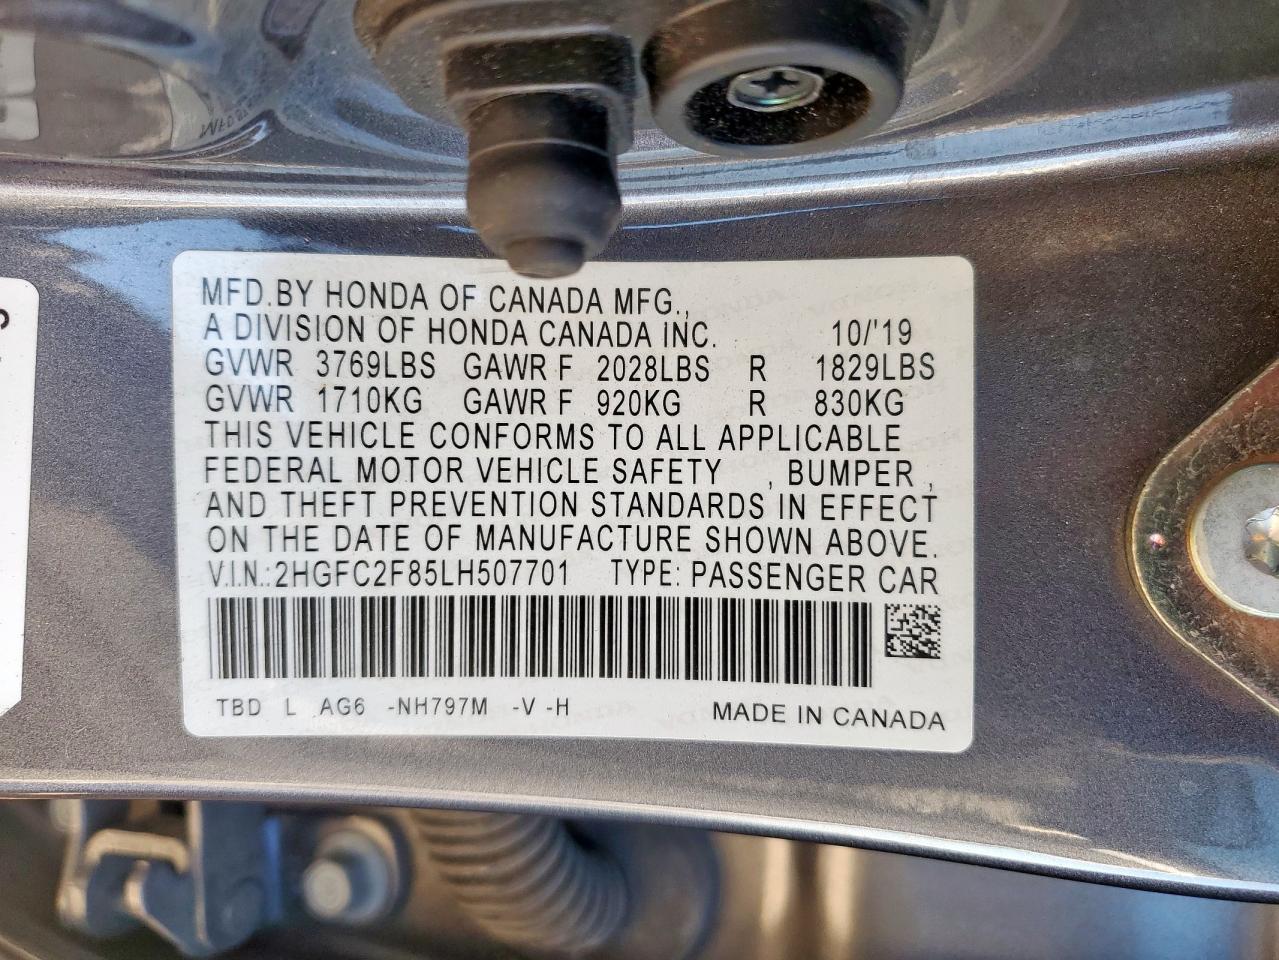 MFD.BY HONDA OF CANADA MFG.,
A DIVISION OF HONDA CANADA INC. 10/'19
GVWR 3769LBS GAWR F 2028LBS R 1829LBS
GVWR 1710KG GAWR F 920KG R 830KG
THIS VEHICLE CONFORMS TO ALL APPLICABLE
FEDERAL MOTOR VEHICLE SAFETY , BUMPER ,
AND THEFT PREVENTION STANDARDS IN EFFECT
ON THE DATE OF MANUFACTURE SHOWN ABOVE.
V.I.N.:2HGFC2F85LH507701 TYPE: PASSENGER CAR
TBD L AG6 -NH797M -V -H MADE IN CANADA